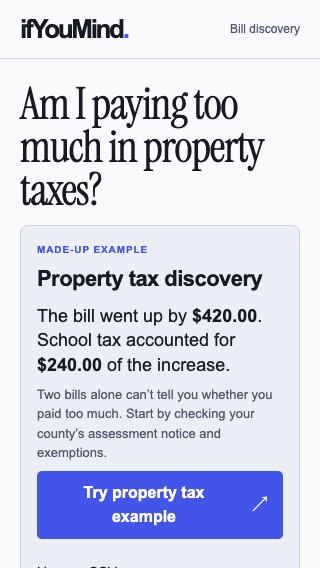 ifYouMind.
Bill discovery
Am I paying too
much in property
taxes?
MADE-UP EXAMPLE
Property tax discovery
The bill went up by $420.00.
School tax accounted for
$240.00 of the increase.
Two bills alone can’t tell you whether you
paid too much. Start by checking your
county’s assessment notice and
exemptions.
Try property tax
example